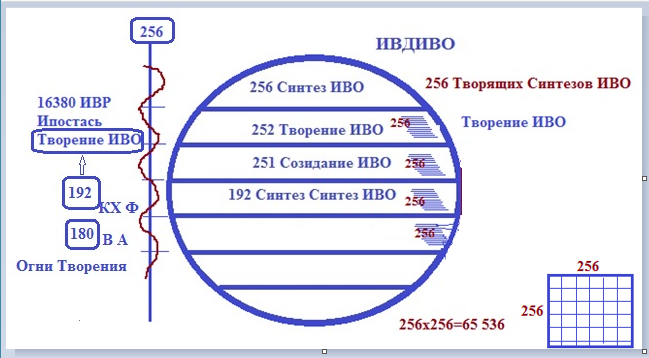 256
ИВДИВО
256 Синтез ИВО
256 Творящих Синтезов ИВО
16380 ИВР
Ипостась
Творение ИВО
252 Творение ИВО
256
Творение ИВО
251 Созидание ИВО
256
192
КХ Ф
192 Синтез Синтез ИВО
256
180
В А
256
Огни Творения
256
256
256х256=65 536